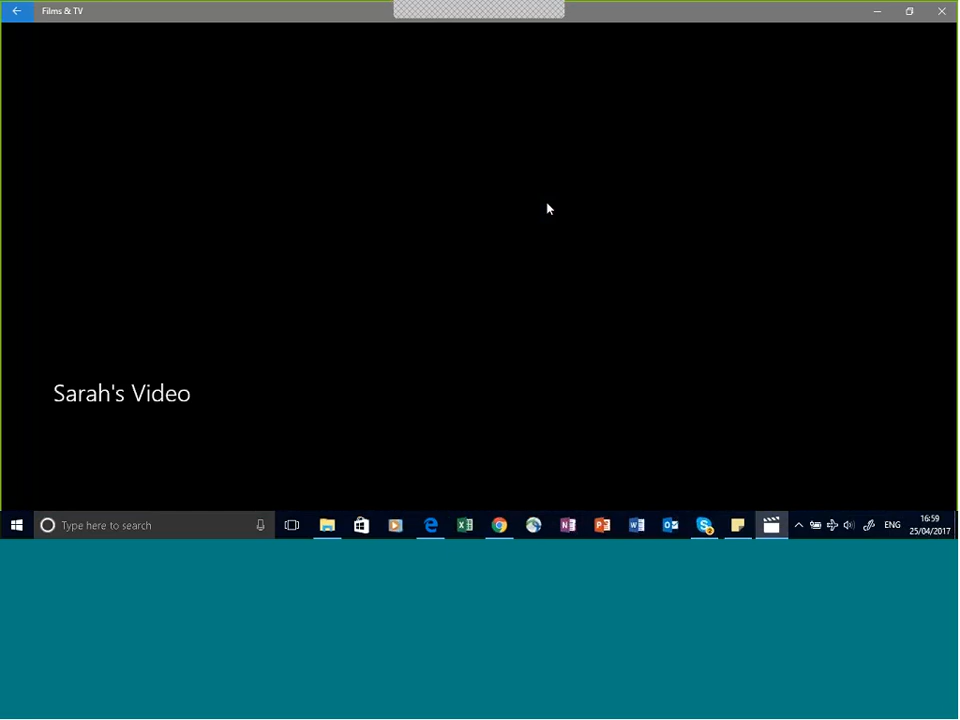 Films & TV
Sarah's Video
Type here to search
ENG
16:59
25/04/2017